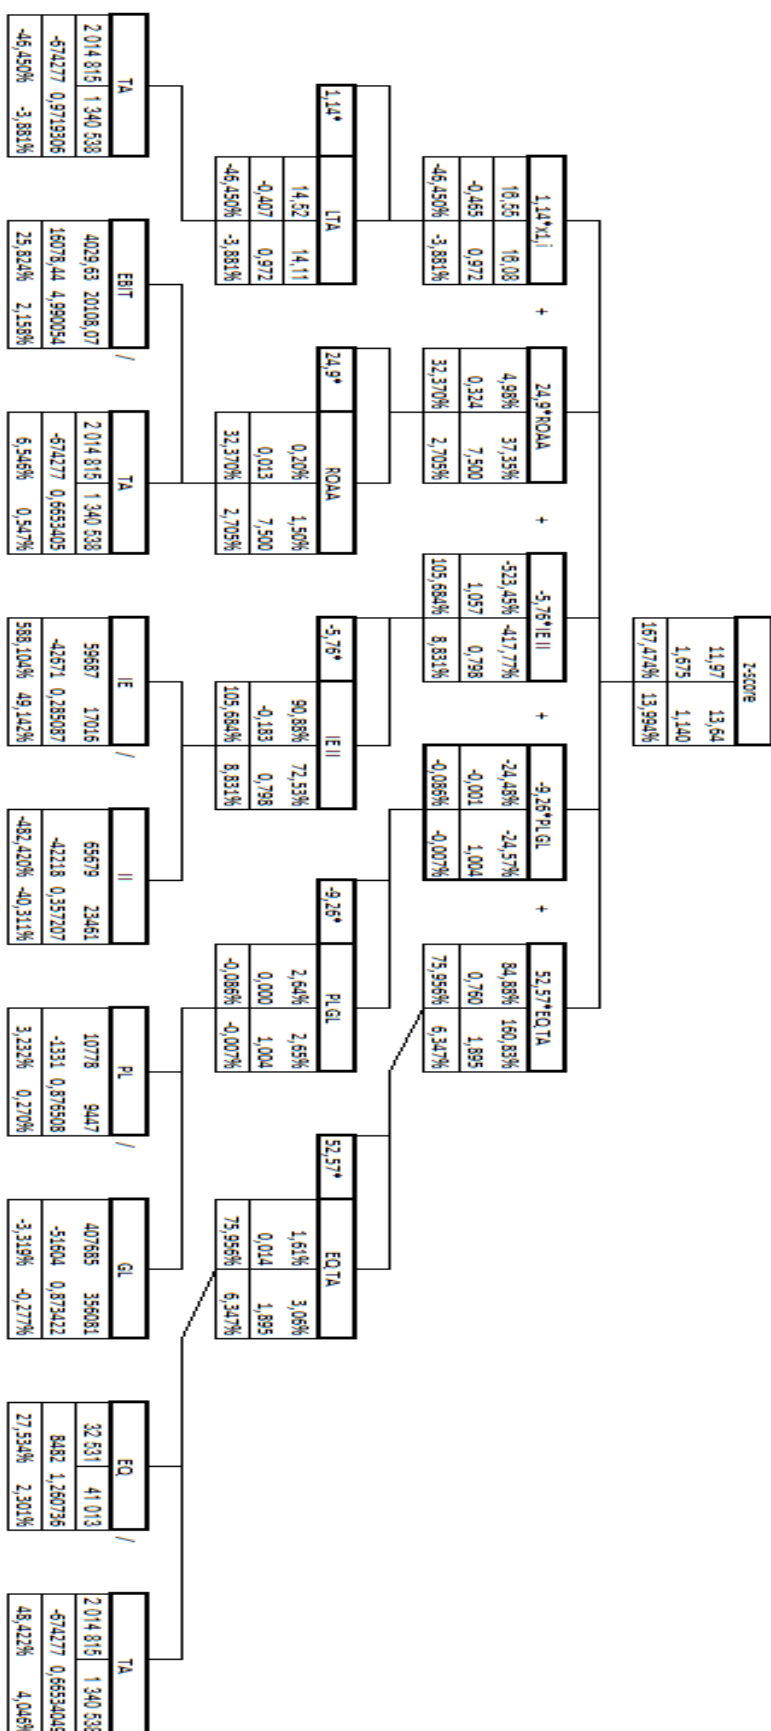 z-score
11,97 13,64
1,675 1,140
167,474% 13,994%
1,14*x1,i
16,55 16,08
-0,465 0,972
-46,450% -3,881%
+
24,9*ROAA
4,98% 37,35%
0,324 7,500
32,370% 2,705%
+
-5,76*IE II
-523,45% -417,77%
1,057 0,798
105,684% 8,831%
+
-9,26*PLGL
-24,48% -24,57%
-0,001 1,004
-0,086% -0,007%
+
52,57*EQTA
84,88% 160,83%
0,760 1,895
75,956% 6,347%
1,14* LTA
14,52 14,11
-0,407 0,972
-46,450% -3,881%
24,9* ROAA
0,20% 1,50%
0,013 7,500
32,370% 2,705%
-5,76* IE II
90,88% 72,53%
-0,183 0,798
105,684% 8,831%
-9,26* PLGL
2,64% 2,65%
0,000 1,004
-0,086% -0,007%
52,57* EQTA
1,61% 3,06%
0,014 1,895
75,956% 6,347%
TA
2 014 815 1 340 538
-674277 0,9719306
-46,450% -3,881%
EBIT
4029,63 20108,07
16078,44 4,990054
25,824% 2,158%
/
TA
2 014 815 1 340 538
-674277 0,6653405
6,546% 0,547%
IE
59687 17016
-42671 0,285087
588,104% 49,142%
/
II
65679 23461
-42218 0,357207
-482,420% -40,311%
PL
10778 9447
-1331 0,876508
3,232% 0,270%
/
GL
407685 356081
-51604 0,873422
-3,319% -0,277%
EQ
32 531 41 013
8482 1,260736
27,534% 2,301%
/
TA
2 014 815 1 340 538
-674277 0,66534049
48,422% 4,046%